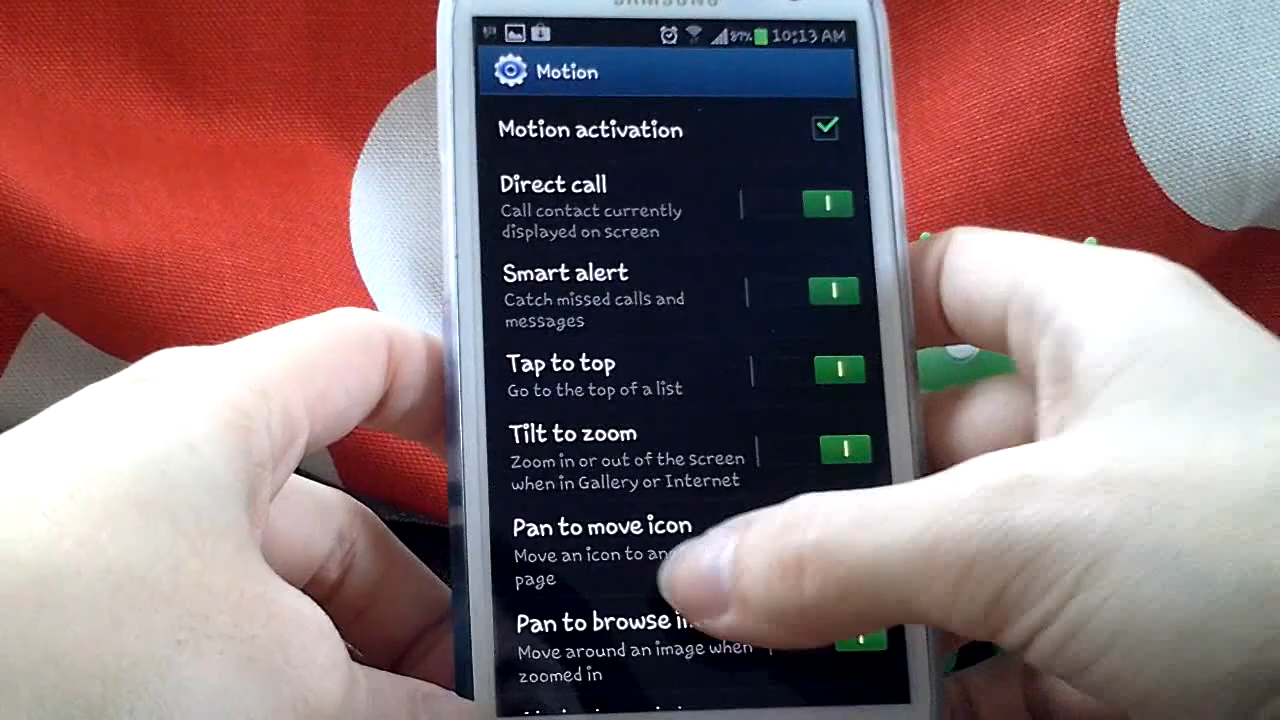 SAMSUNG
87% 10:13 AM
Motion
Motion activation
Direct call
Call contact currently
displayed on screen
Smart alert
Catch missed calls and
messages
Tap to top
Go to the top of a list
Tilt to zoom
Zoom in or out of the screen
when in Gallery or Internet
Pan to move icon
Move an icon to
page
Pan to browse
Move around an image when
zoomed in